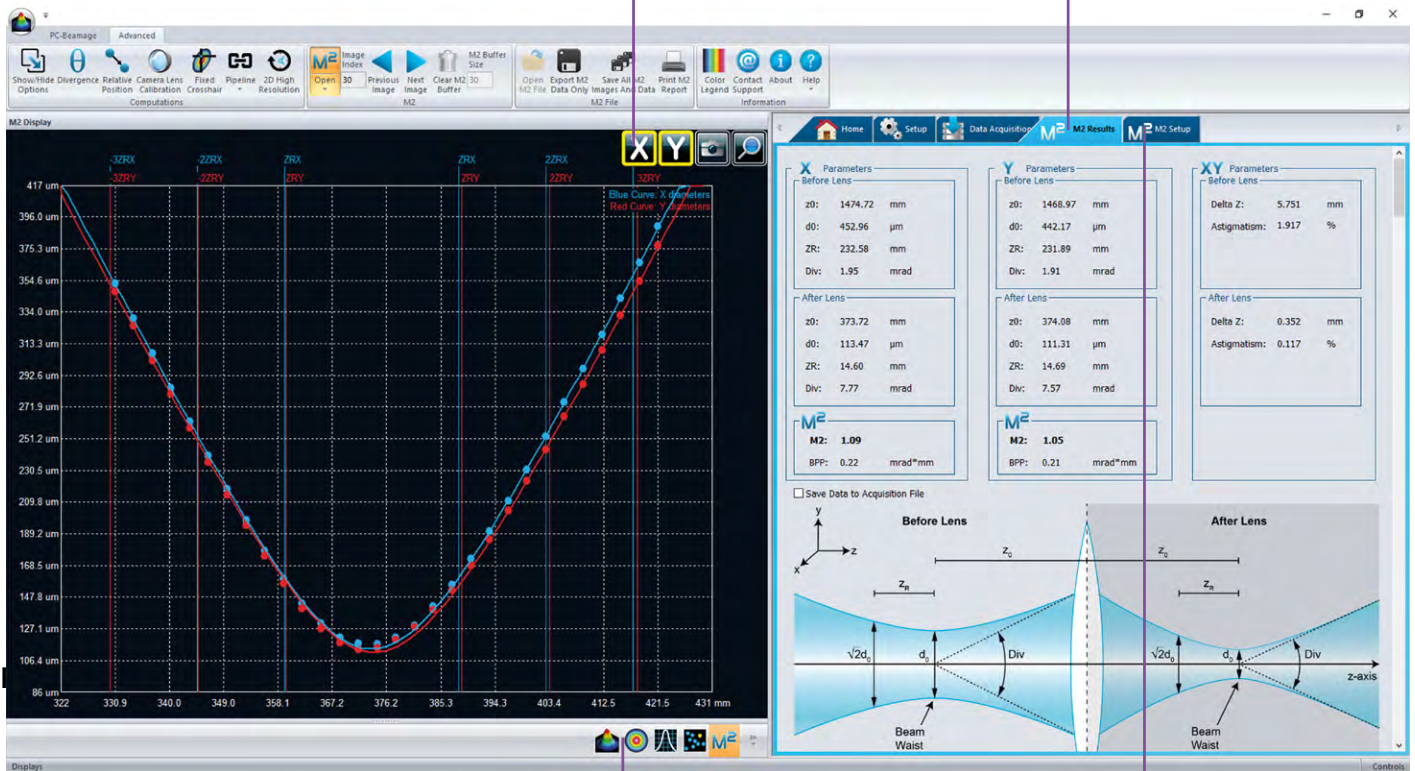 PC-Beamage Advanced
Show/Hide Options
Divergence
Relative Position
Camera Lens Calibration
Fixed Crosshair
Pipeline
2D High Resolution
Computations
M2
Open
Image Index
30
Previous Image
Next Image
Clear M2 Buffer
M2 Buffer Size
30
M2
Open M2 File
Export M2 Data Only
Save All M2 Images And Data
Print M2 Report
M2 File
Color Legend
Contact Support
About
Help
Information
M2 Display
X Y
-3ZRX -2ZRX ZRX ZRX 2ZRX
-3ZRY -2ZRY ZRY ZRY 2ZRY 3ZRY
Blue Curve: X diameters
Red Curve: Y diameters
417 um
396.0 um
375.3 um
354.6 um
334.0 um
313.3 um
292.6 um
271.9 um
251.2 um
230.5 um
209.8 um
189.2 um
168.5 um
147.8 um
127.1 um
106.4 um
86 um
322 330.9 340.0 349.0 358.1 367.2 376.2 385.3 394.3 403.4 412.5 421.5 431 mm
M2
Displays
Home Setup Data Acquisition M2 M2 Results M2 M2 Setup
X Parameters
Before Lens
z0: 1474.72 mm
d0: 452.96 µm
ZR: 232.58 mm
Div: 1.95 mrad
After Lens
z0: 373.72 mm
d0: 113.47 µm
ZR: 14.60 mm
Div: 7.77 mrad
M2
M2: 1.09
BPP: 0.22 mrad*mm
Y Parameters
Before Lens
z0: 1468.97 mm
d0: 442.17 µm
ZR: 231.89 mm
Div: 1.91 mrad
After Lens
z0: 374.08 mm
d0: 111.31 µm
ZR: 14.69 mm
Div: 7.57 mrad
M2
M2: 1.05
BPP: 0.21 mrad*mm
XY Parameters
Before Lens
Delta Z: 5.751 mm
Astigmatism: 1.917 %
After Lens
Delta Z: 0.352 mm
Astigmatism: 0.117 %
Save Data to Acquisition File
Before Lens After Lens
y
z
x
z0 z0
zR zR
√2d0 d0 Div √2d0 d0 Div
z-axis
Beam Waist
Beam Waist
Controls